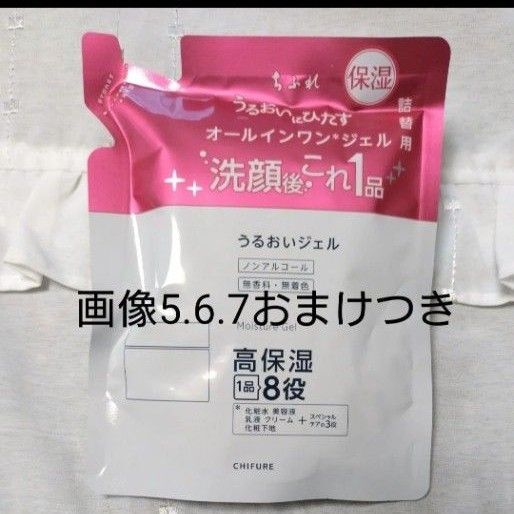 ちふれ
保湿
詰替用
うるおいにひたす
オールインワン*ジェル
洗顔後、これ1品
うるおいジェル
ノンアルコール
無香料・無着色
画像5.6.7おまけつき
Moisture Gel
高保湿
1品8役
*化粧水 美容液
乳液 クリーム
化粧下地
+スペシャル
ケアの3役
CHIFURE